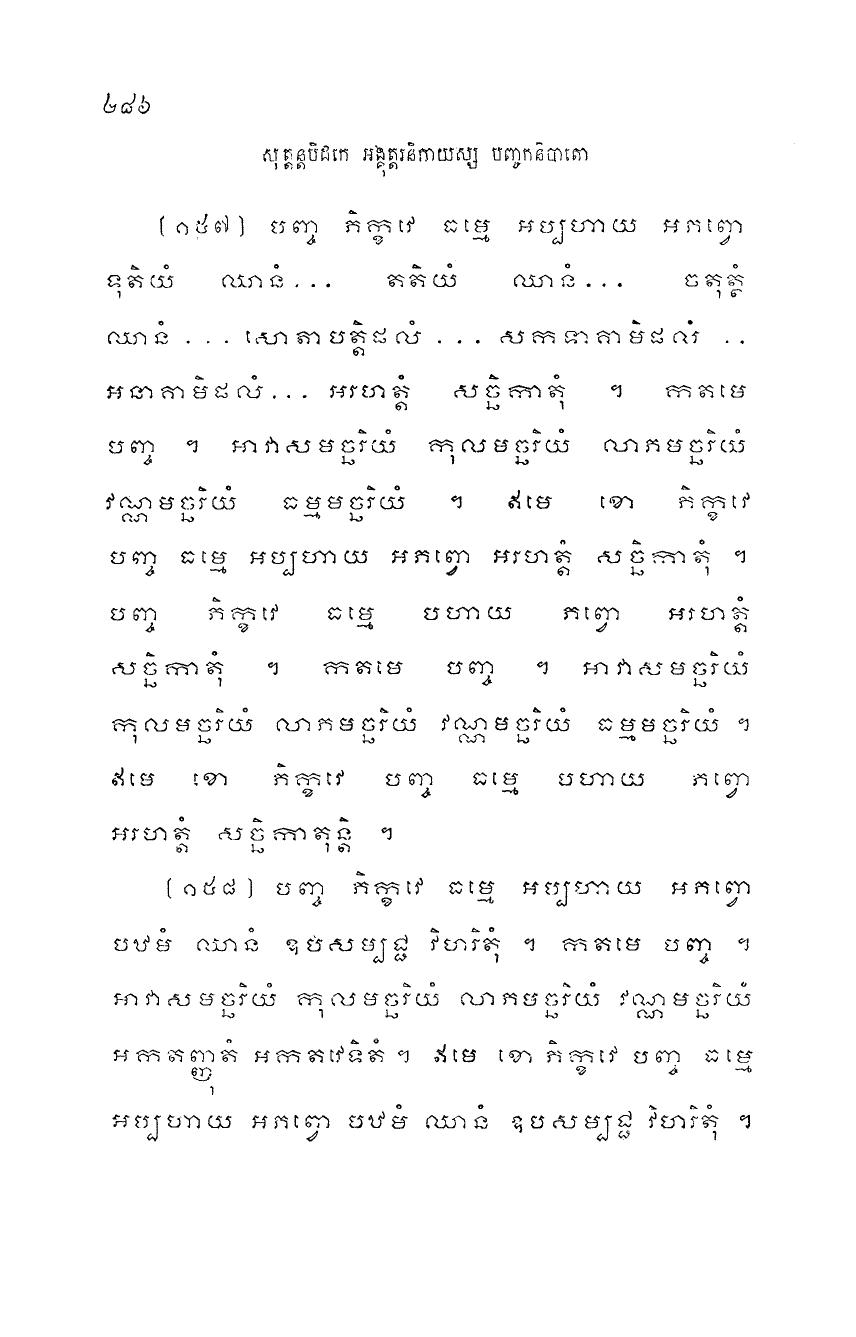 ២៨៦
សុត្តន្តបិដកេ អង្គុត្តរនិកាយស្ស បញ្ចកនិបាតោ
(១៥៧) បញ្ច ភិក្ខវេ ធម្មេ អប្បហាយ អភព្វោ
ទុតិយំ ឈានំ... តតិយំ ឈានំ... ចតុត្ថំ
ឈានំ ... សោតាបត្តិផលំ ... សកទាគាមិផលំ ..
អនាគាមិផលំ... អរហត្តំ សច្ឆិកាតុំ ។ កតមេ
បញ្ច ។ អាវាសមច្ឆរិយំ កុលមច្ឆរិយំ លាភមច្ឆរិយំ
វណ្ណមច្ឆរិយំ ធម្មមច្ឆរិយំ ។ ឥមេ ខោ ភិក្ខវេ
បញ្ច ធម្មេ អប្បហាយ អភព្វោ អរហត្តំ សច្ឆិកាតុំ ។
បញ្ច ភិក្ខវេ ធម្មេ បហាយ ភព្វោ អរហត្តំ
សច្ឆិកាតុំ ។ កតមេ បញ្ច ។ អាវាសមច្ឆរិយំ
កុលមច្ឆរិយំ លាភមច្ឆរិយំ វណ្ណមច្ឆរិយំ ធម្មមច្ឆរិយំ ។
ឥមេ ខោ ភិក្ខវេ បញ្ច ធម្មេ បហាយ ភព្វោ
អរហត្តំ សច្ឆិកាតុន្តិ ។
(១៥៨) បញ្ច ភិក្ខវេ ធម្មេ អប្បហាយ អភព្វោ
បឋមំ ឈានំ ឧបសម្បជ្ជ វិហរិតុំ ។ កតមេ បញ្ច ។
អាវាសមច្ឆរិយំ កុលមច្ឆរិយំ លាភមច្ឆរិយំ វណ្ណមច្ឆរិយំ
អកតញ្ញុតំ អកតវេទិតំ ។ ឥមេ ខោ ភិក្ខវេ បញ្ច ធម្មេ
អប្បហាយ អភព្វោ បឋមំ ឈានំ ឧបសម្បជ្ជ វិហរិតុំ ។